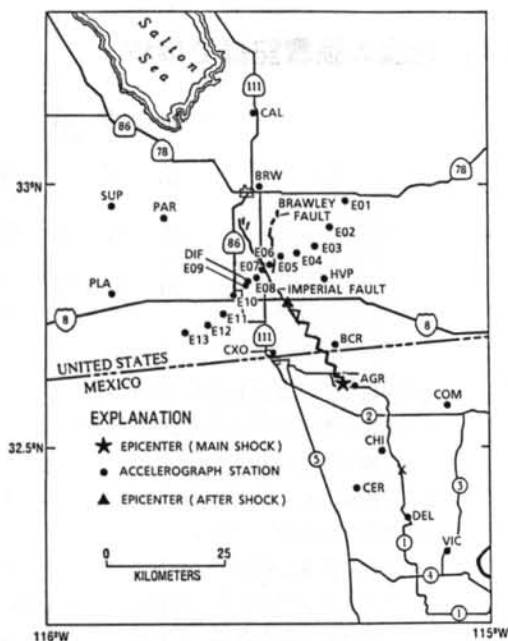 Salton
Sea
111
CAL
86
78
BRW
33°N
78
SUP
PAR
BRAWLEY
FAULT
E01
E02
86
E06
E03
DIF
E07
E05
E04
E09
HVP
PLA
E08
IMPERIAL FAULT
E10
8
E11
E12
E13
111
8
BCR
CXO
UNITED STATES
MEXICO
AGR
COM
2
EXPLANATION
EPICENTER (MAIN SHOCK)
CHI
32.5°N
ACCELEROGRAPH STATION
5
CER
3
EPICENTER (AFTER SHOCK)
DEL
1
VIC
0 25
KILOMETERS
4
1
116°W 115°W